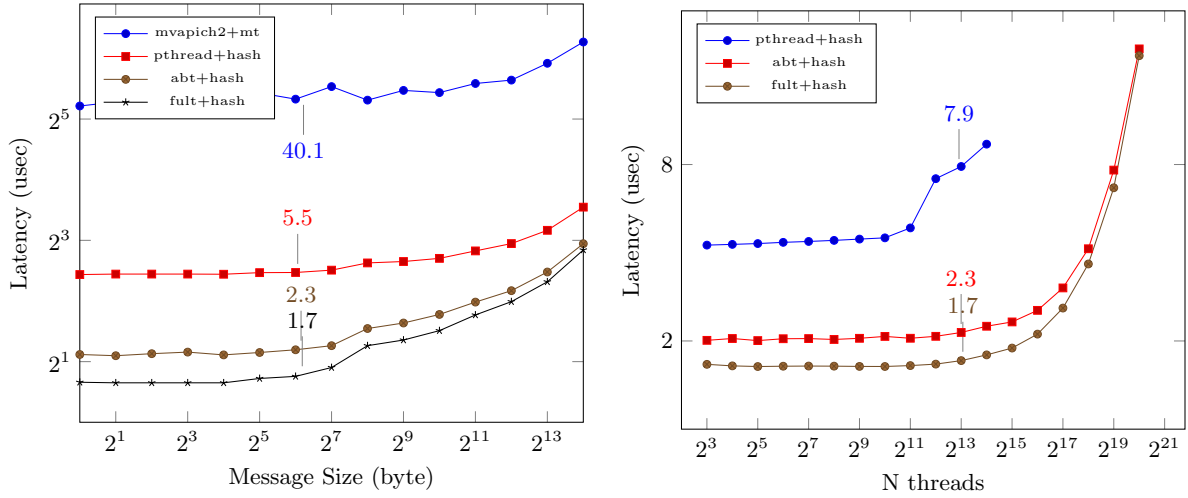 mvapich2+mt
pthread+hash
abt+hash
fult+hash
2^5
2^3
2^1
Latency (usec)
40.1
5.5
2.3
1.7
2^1 2^3 2^5 2^7 2^9 2^11 2^13
Message Size (byte)
pthread+hash
abt+hash
fult+hash
8
2
Latency (usec)
7.9
2.3
1.7
2^3 2^5 2^7 2^9 2^11 2^13 2^15 2^17 2^19 2^21
N threads